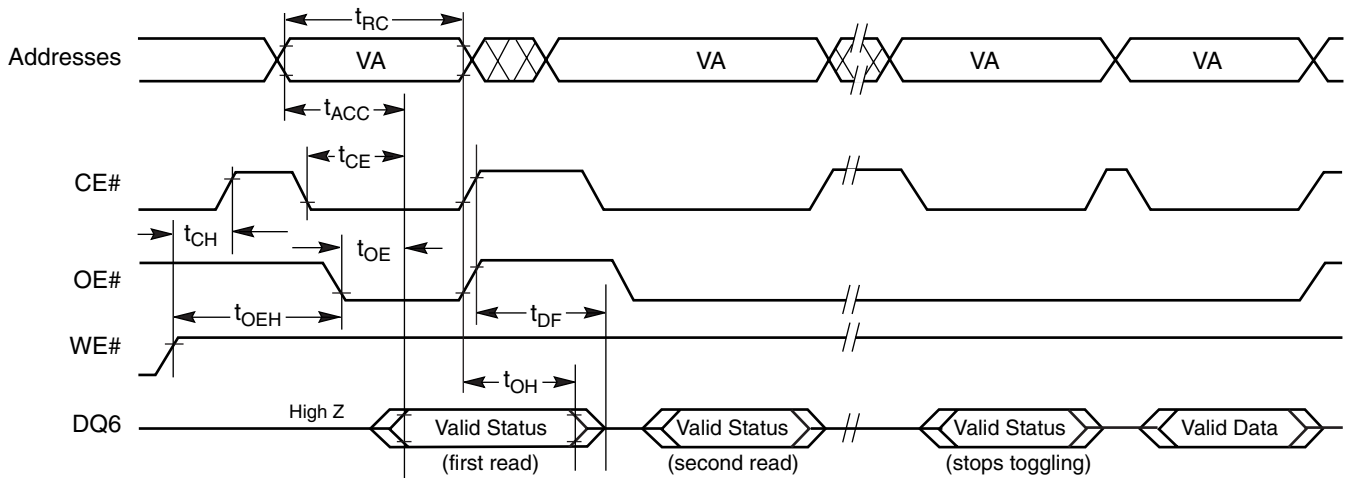 tRC
Addresses VA VA VA VA
tACC
tCE
CE#
tCH tOE
OE#
tOEH tDF
WE#
tOH
High Z
DQ6 Valid Status Valid Status Valid Status Valid Data
(first read) (second read) (stops toggling)